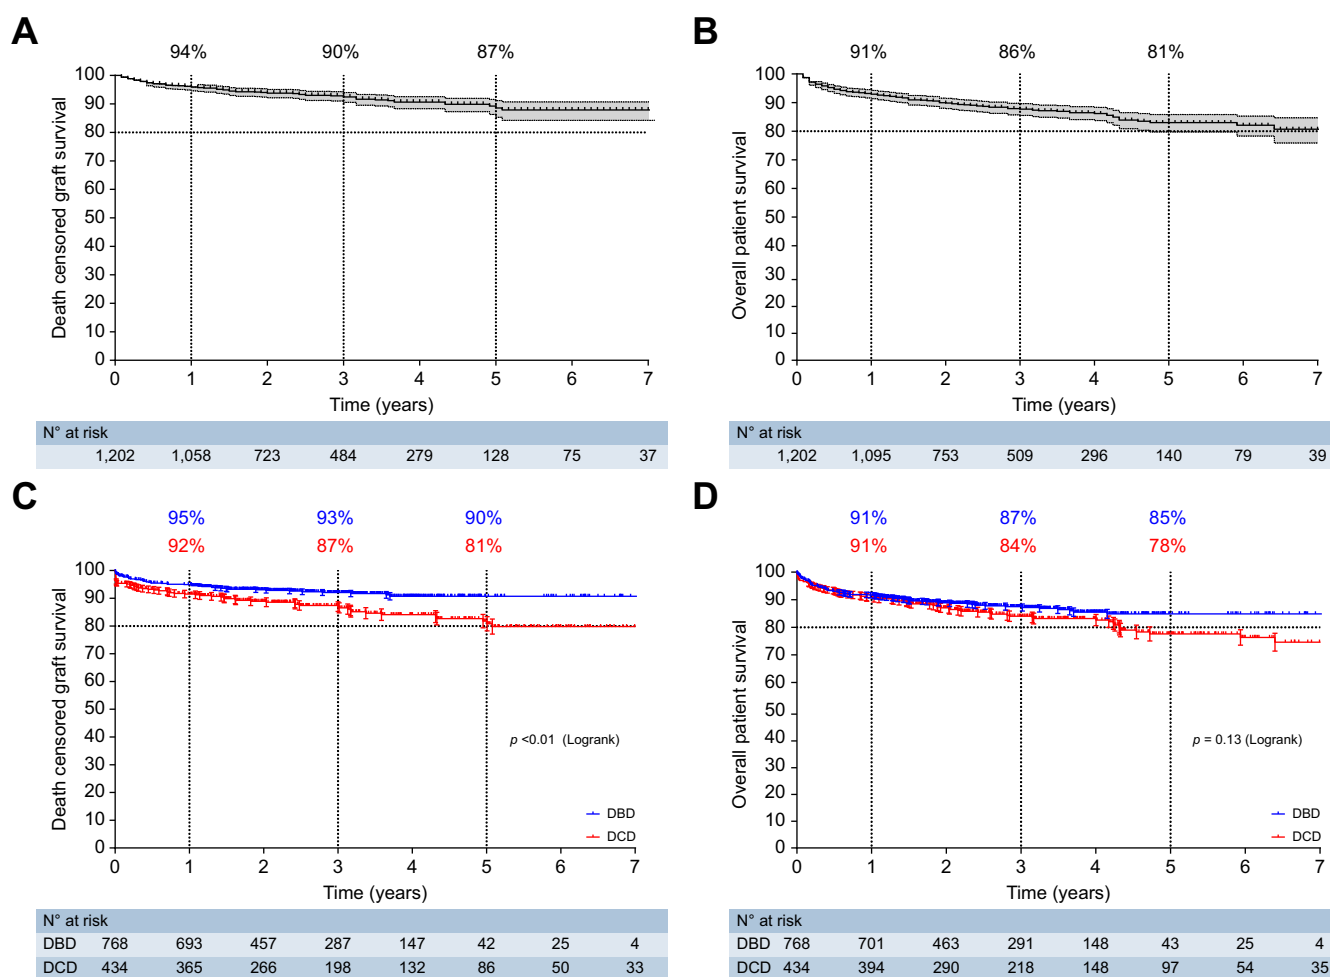 A
94% 90% 87%
100
90
80
70
60
50
40
30
20
10
0
Death censored graft survival
0 1 2 3 4 5 6 7
Time (years)
N° at risk
1,202 1,058 723 484 279 128 75 37
B
91% 86% 81%
100
90
80
70
60
50
40
30
20
10
0
Overall patient survival
0 1 2 3 4 5 6 7
Time (years)
N° at risk
1,202 1,095 753 509 296 140 79 39
C
95% 93% 90%
92% 87% 81%
100
90
80
70
60
50
40
30
20
10
0
Death censored graft survival
p <0.01 (Logrank)
DBD
DCD
0 1 2 3 4 5 6 7
Time (years)
N° at risk
DBD 768 693 457 287 147 42 25 4
DCD 434 365 266 198 132 86 50 33
D
91% 87% 85%
91% 84% 78%
100
90
80
70
60
50
40
30
20
10
0
Overall patient survival
p = 0.13 (Logrank)
DBD
DCD
0 1 2 3 4 5 6 7
Time (years)
N° at risk
DBD 768 701 463 291 148 43 25 4
DCD 434 394 290 218 148 97 54 35